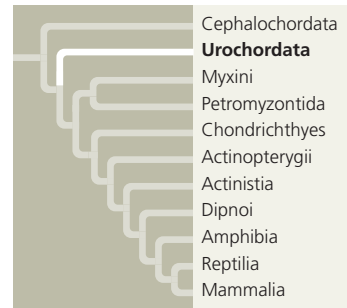 Cephalochordata
Urochordata
Myxini
Petromyzontida
Chondrichthyes
Actinopterygii
Actinistia
Dipnoi
Amphibia
Reptilia
Mammalia